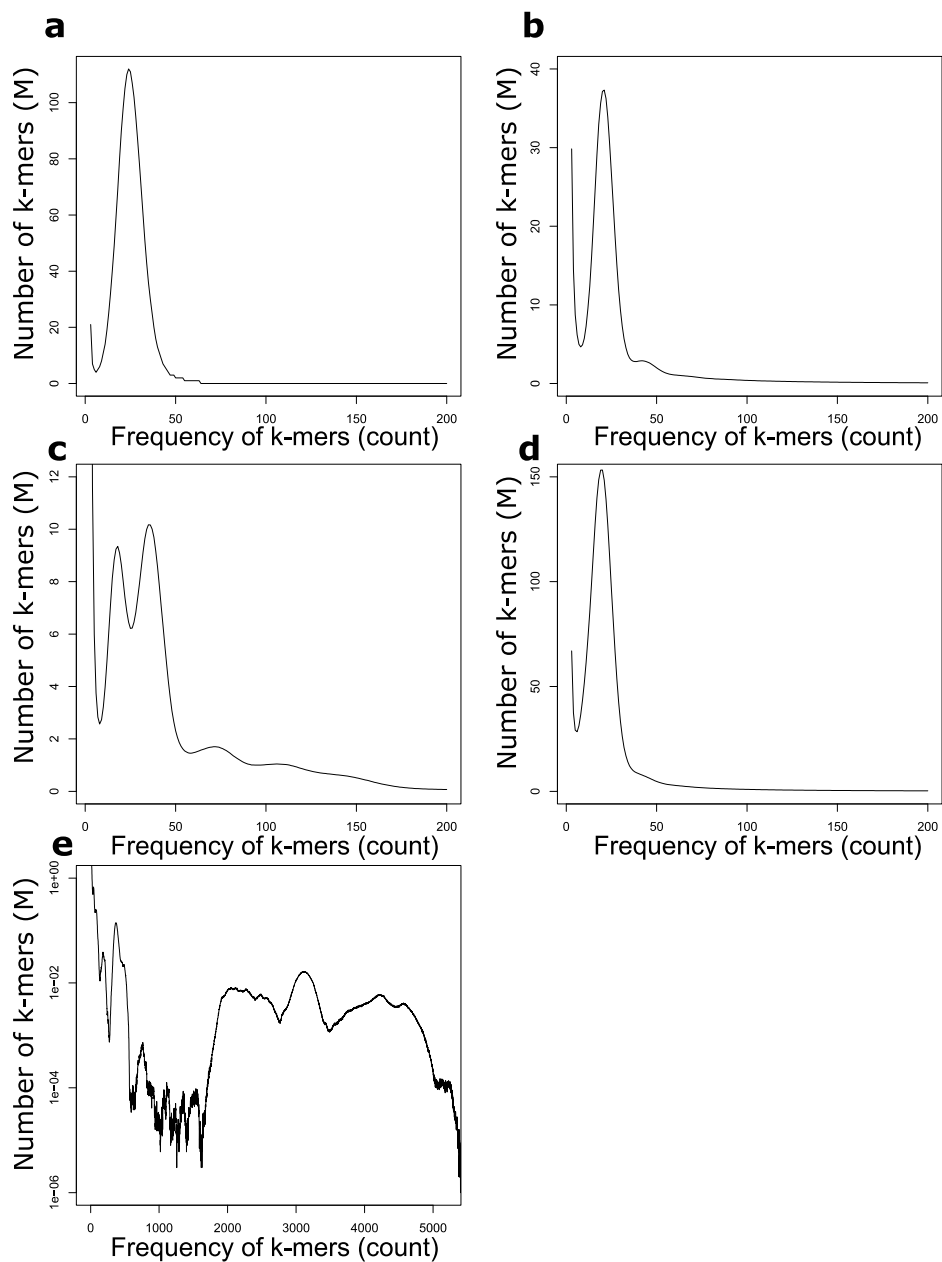 a
Number of k-mers (M)
0 20 40 60 80 100
0 50 100 150 200
Frequency of k-mers (count)
b
Number of k-mers (M)
0 10 20 30 40
0 50 100 150 200
Frequency of k-mers (count)
c
Number of k-mers (M)
0 2 4 6 8 10 12
0 50 100 150 200
Frequency of k-mers (count)
d
Number of k-mers (M)
0 50 100 150
0 50 100 150 200
Frequency of k-mers (count)
e
Number of k-mers (M)
1e-06 1e-04 1e-02 1e+00
0 1000 2000 3000 4000 5000
Frequency of k-mers (count)